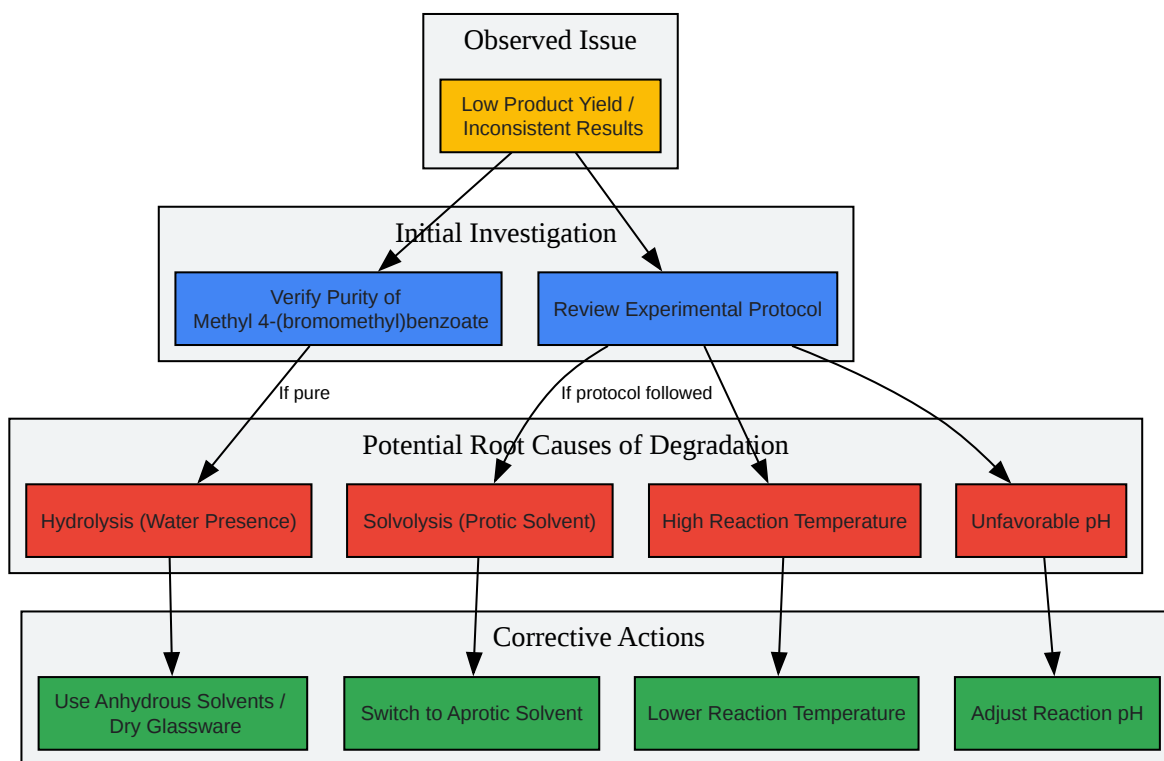 Observed Issue
Low Product Yield /
Inconsistent Results
Initial Investigation
Verify Purity of
Methyl 4-(bromomethyl)benzoate
Review Experimental Protocol
If pure
If protocol followed
Potential Root Causes of Degradation
Hydrolysis (Water Presence)
Solvolysis (Protic Solvent)
High Reaction Temperature
Unfavorable pH
Corrective Actions
Use Anhydrous Solvents /
Dry Glassware
Switch to Aprotic Solvent
Lower Reaction Temperature
Adjust Reaction pH